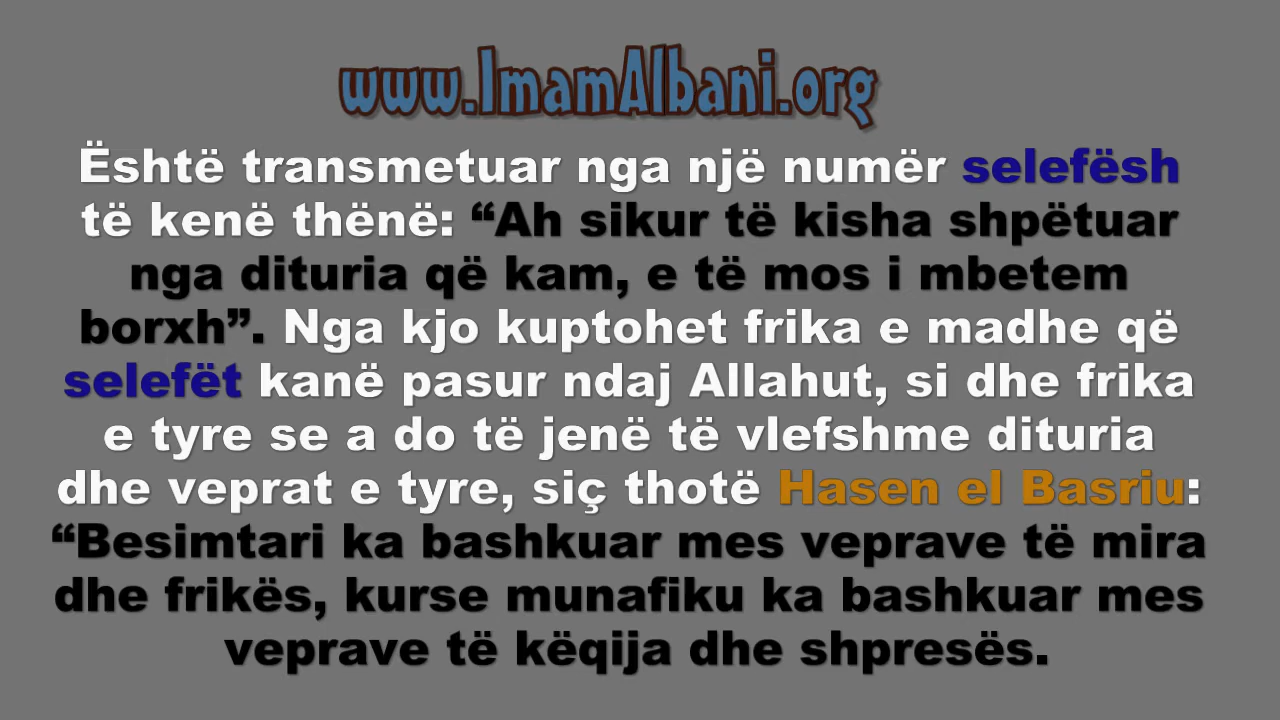 www.ImamAlbani.org
Është transmetuar nga një numër selefësh
të kenë thënë: “Ah sikur të kisha shpëtuar
nga dituria që kam, e të mos i mbetem
borxh”. Nga kjo kuptohet frika e madhe që
selefët kanë pasur ndaj Allahut, si dhe frika
e tyre se a do të jenë të vlefshme dituria
dhe veprat e tyre, siç thotë Hasen el Basriu:
“Besimtari ka bashkuar mes veprave të mira
dhe frikës, kurse munafiku ka bashkuar mes
veprave të këqija dhe shpresës.